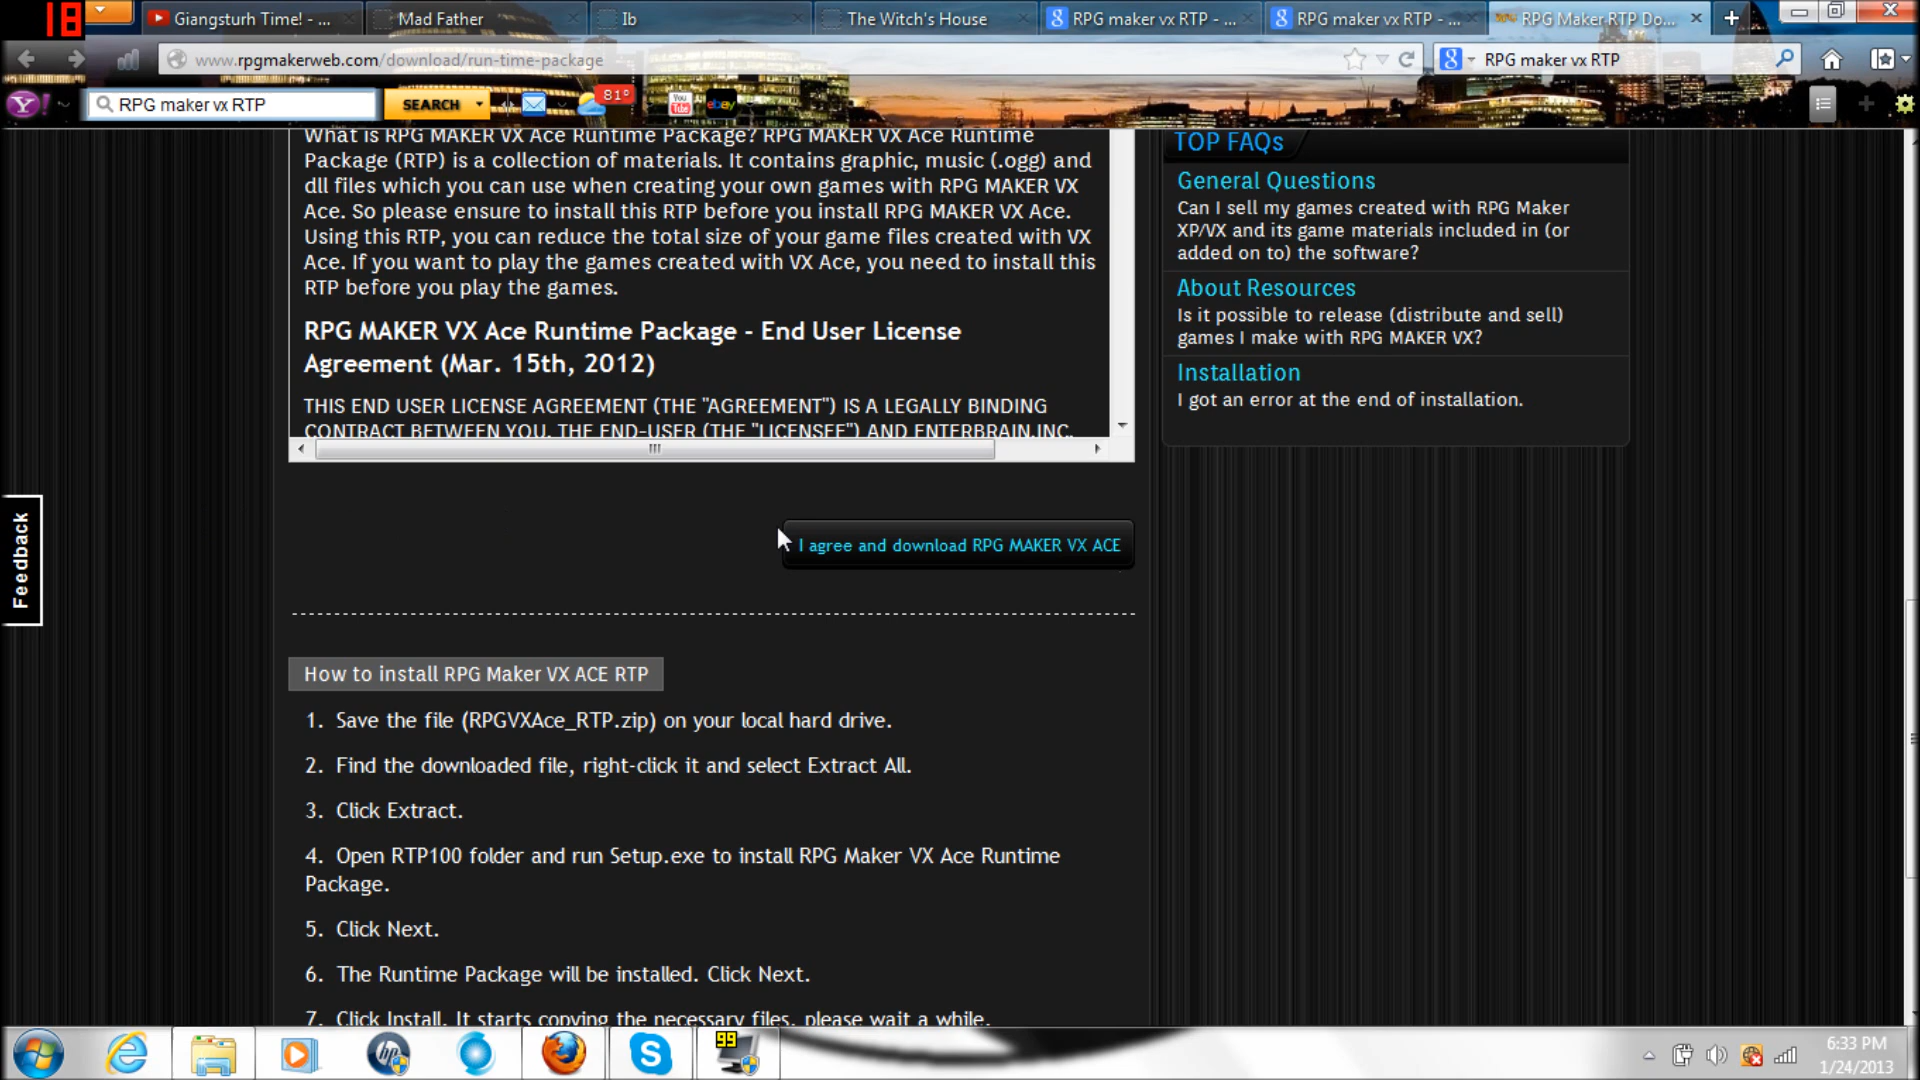 18
Giangsturh Time! - ...
Mad Father
Ib
The Witch's House
RPG maker vx RTP - ...
RPG maker vx RTP - ...
RPG Maker RTP Do...
www.rpgmakerweb.com/download/run-time-package
RPG maker vx RTP
RPG maker vx RTP
SEARCH
81°
You Tube
ebay
What is RPG MAKER VX Ace Runtime Package? RPG MAKER VX Ace Runtime
Package (RTP) is a collection of materials. It contains graphic, music (.ogg) and
dll files which you can use when creating your own games with RPG MAKER VX
Ace. So please ensure to install this RTP before you install RPG MAKER VX Ace.
Using this RTP, you can reduce the total size of your game files created with VX
Ace. If you want to play the games created with VX Ace, you need to install this
RTP before you play the games.
RPG MAKER VX Ace Runtime Package - End User License
Agreement (Mar. 15th, 2012)
THIS END USER LICENSE AGREEMENT (THE "AGREEMENT") IS A LEGALLY BINDING
CONTRACT BETWEEN YOU, THE END-USER (THE "LICENSEE") AND ENTERBRAIN,INC.
TOP FAQs
General Questions
Can I sell my games created with RPG Maker
XP/VX and its game materials included in (or
added on to) the software?
About Resources
Is it possible to release (distribute and sell)
games I make with RPG MAKER VX?
Installation
I got an error at the end of installation.
Feedback
I agree and download RPG MAKER VX ACE
How to install RPG Maker VX ACE RTP
1. Save the file (RPGVXAce_RTP.zip) on your local hard drive.
2. Find the downloaded file, right-click it and select Extract All.
3. Click Extract.
4. Open RTP100 folder and run Setup.exe to install RPG Maker VX Ace Runtime
Package.
5. Click Next.
6. The Runtime Package will be installed. Click Next.
7. Click Install. It starts copying the necessary files, please wait a while.
99
6:33 PM
1/24/2013